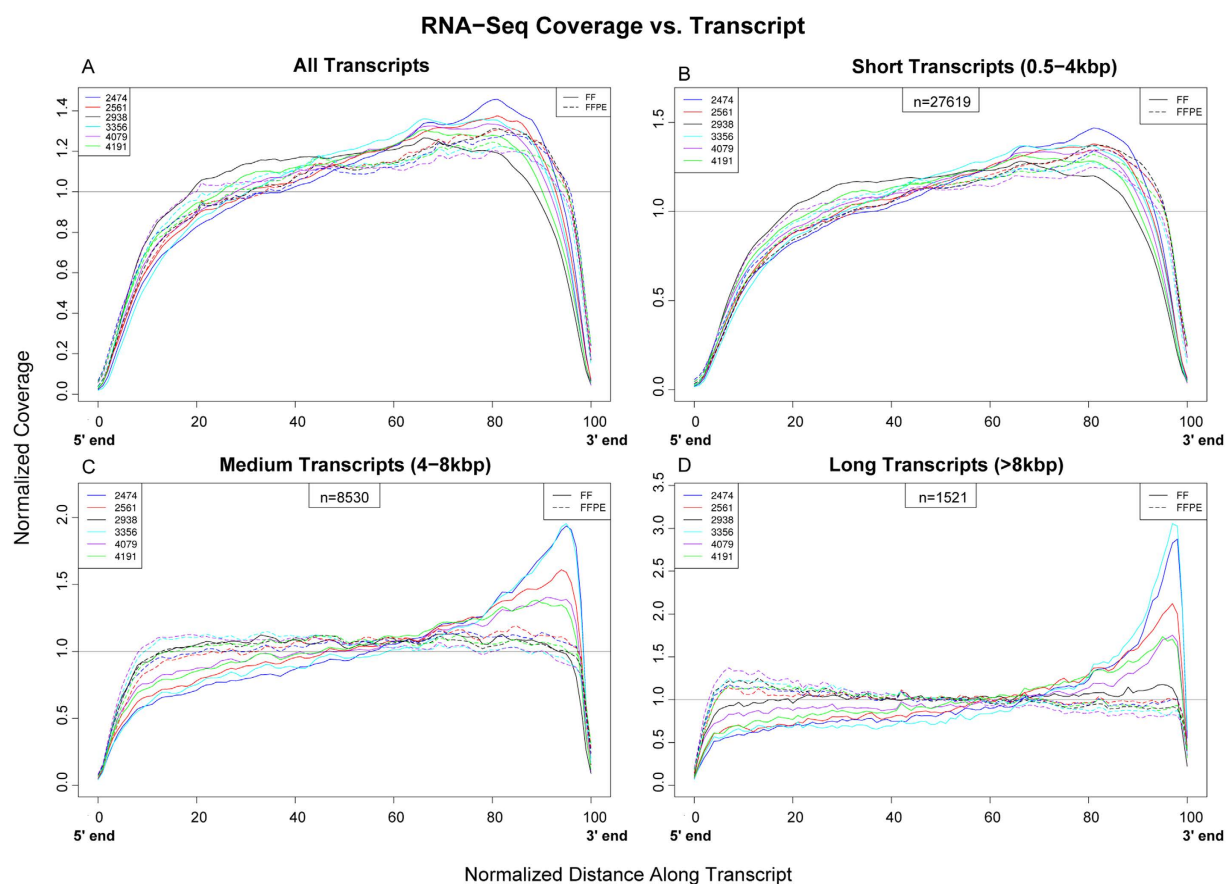 RNA−Seq Coverage vs. Transcript
A
All Transcripts
2474
2561
2938
3356
4079
4191
FF
FFPE
0.0
0.2
0.4
0.6
0.8
1.0
1.2
1.4
0 20 40 60 80 100
5' end 3' end
B
Short Transcripts (0.5−4kbp)
n=27619
2474
2561
2938
3356
4079
4191
FF
FFPE
0.0
0.5
1.0
1.5
0 20 40 60 80 100
5' end 3' end
C
Medium Transcripts (4−8kbp)
n=8530
2474
2561
2938
3356
4079
4191
FF
FFPE
0.0
0.5
1.0
1.5
2.0
0 20 40 60 80 100
5' end 3' end
D
Long Transcripts (>8kbp)
n=1521
2474
2561
2938
3356
4079
4191
FF
FFPE
0.0
0.5
1.0
1.5
2.0
2.5
3.0
3.5
0 20 40 60 80 100
5' end 3' end
Normalized Coverage
Normalized Distance Along Transcript